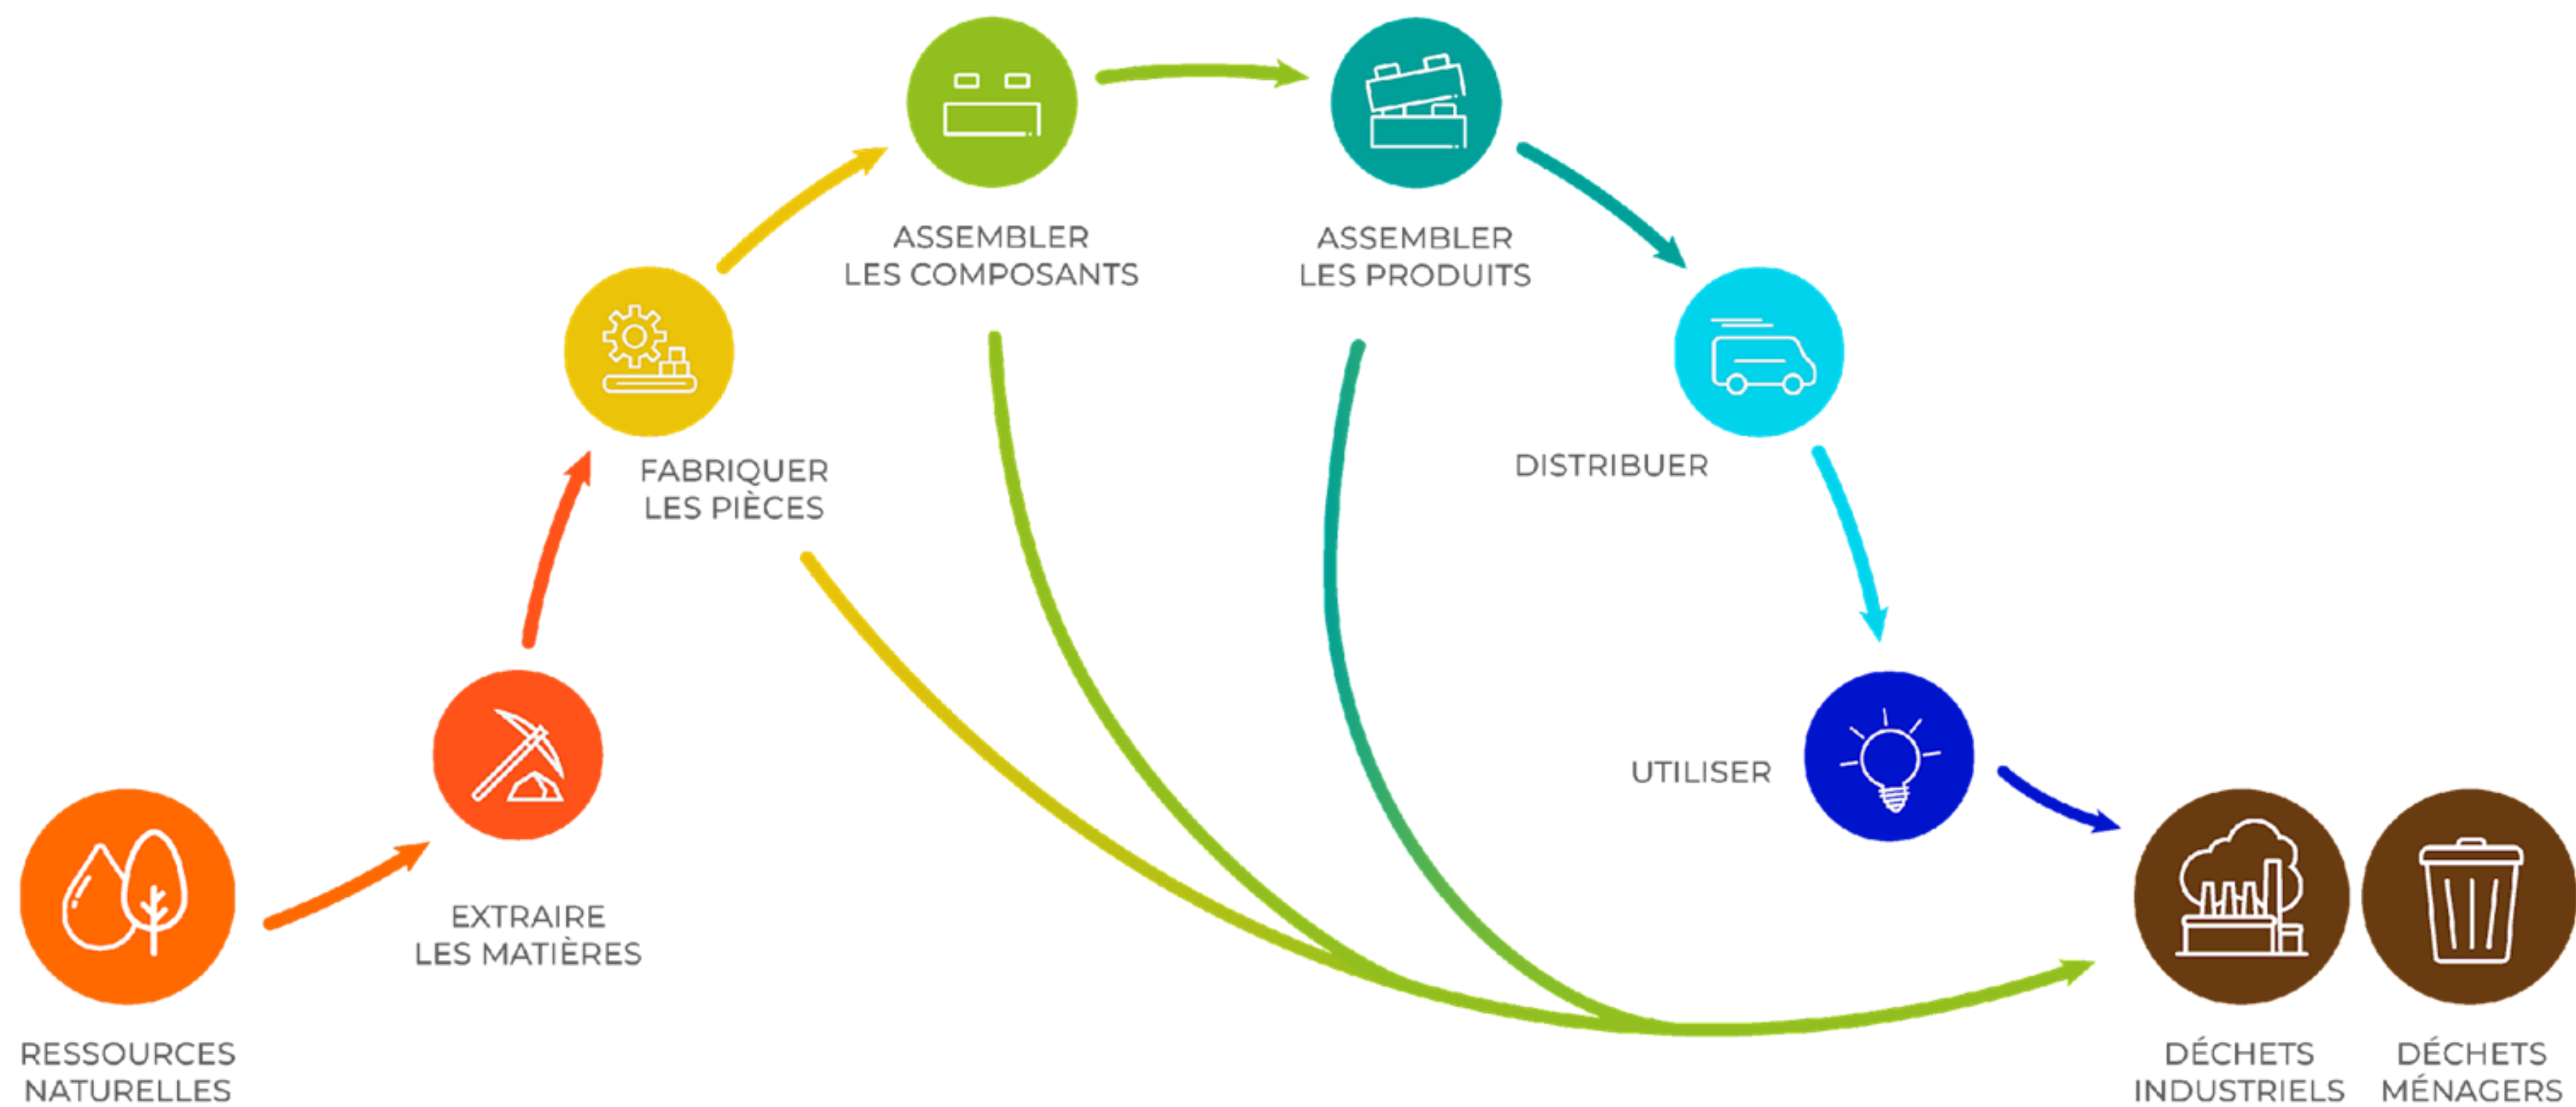 ASSEMBLER
LES COMPOSANTS
ASSEMBLER
LES PRODUITS
FABRIQUER
LES PIÈCES
DISTRIBUER
UTILISER
EXTRAIRE
LES MATIÈRES
RESSOURCES
NATURELLES
DÉCHETS
INDUSTRIELS
DÉCHETS
MÉNAGERS